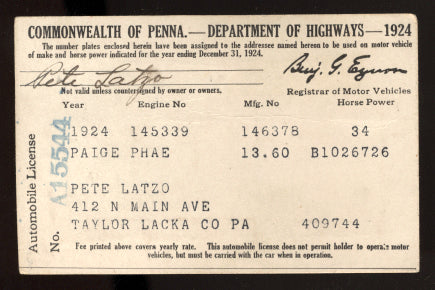 COMMONWEALTH OF PENNA.—DEPARTMENT OF HIGHWAYS—1924
The number plates enclosed herein have been assigned to the addressee named hereon to be used on motor vehicle
of make and horse power indicated for the year ending December 31, 1924.
Pete Latzo
Benj. G. Eynon
Not valid unless countersigned by owner or owners.
Registrar of Motor Vehicles
Year Engine No Mfg. No Horse Power
1924 145339 146378 34
PAIGE PHAE 13.60 B1026726
PETE LATZO
412 N MAIN AVE
TAYLOR LACKA CO PA 409744
Automobile License
No. A15544
Fee printed above covers yearly rate. This automobile license does not permit holder to operate motor
vehicles, but must be carried with the car when in operation.